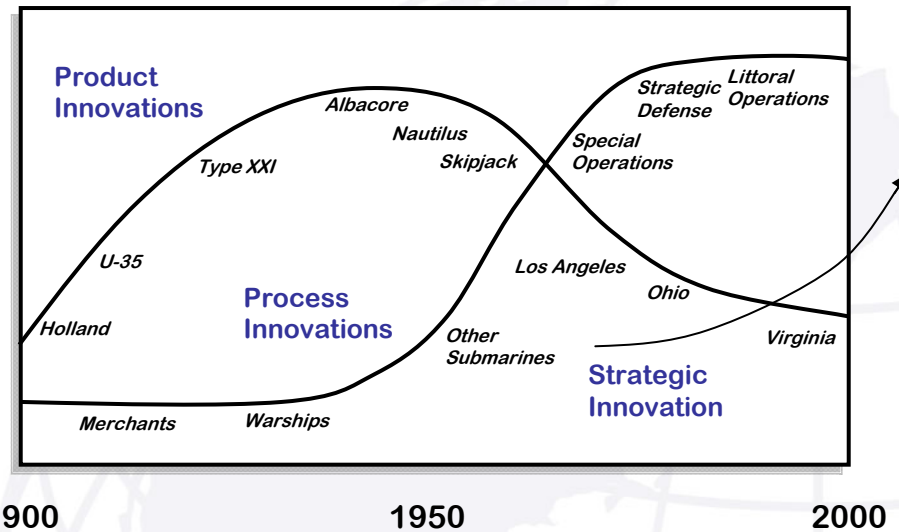 Product
Innovations
Albacore
Nautilus
Skipjack
Type XXI
U-35
Holland
Strategic
Defense
Littoral
Operations
Special
Operations
Los Angeles
Ohio
Virginia
Process
Innovations
Other
Submarines
Strategic
Innovation
Merchants
Warships
900
1950
2000